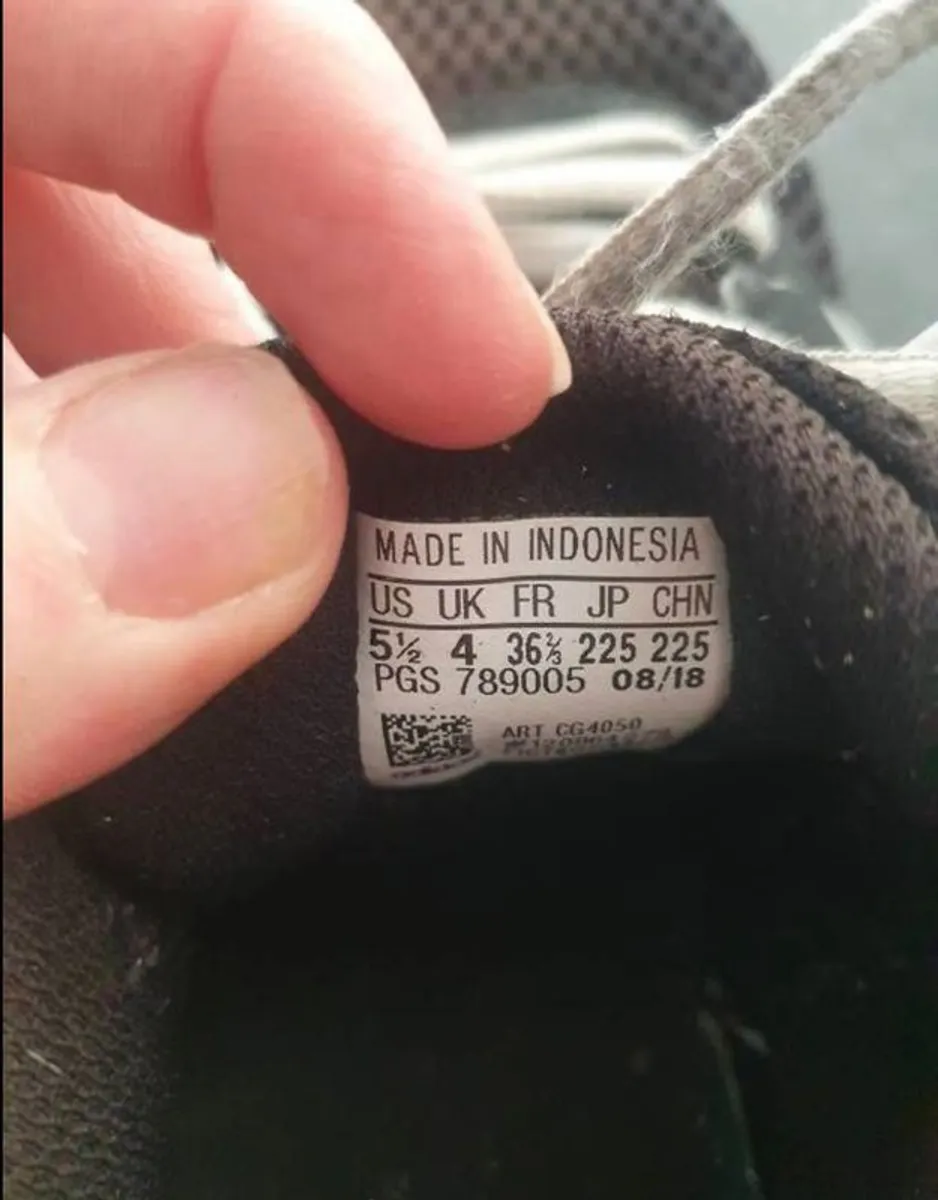 MADE IN INDONESIA
US UK FR JP CHN
5½ 4 36⅔ 225 225
PGS 789005 08/18
ART CG4050